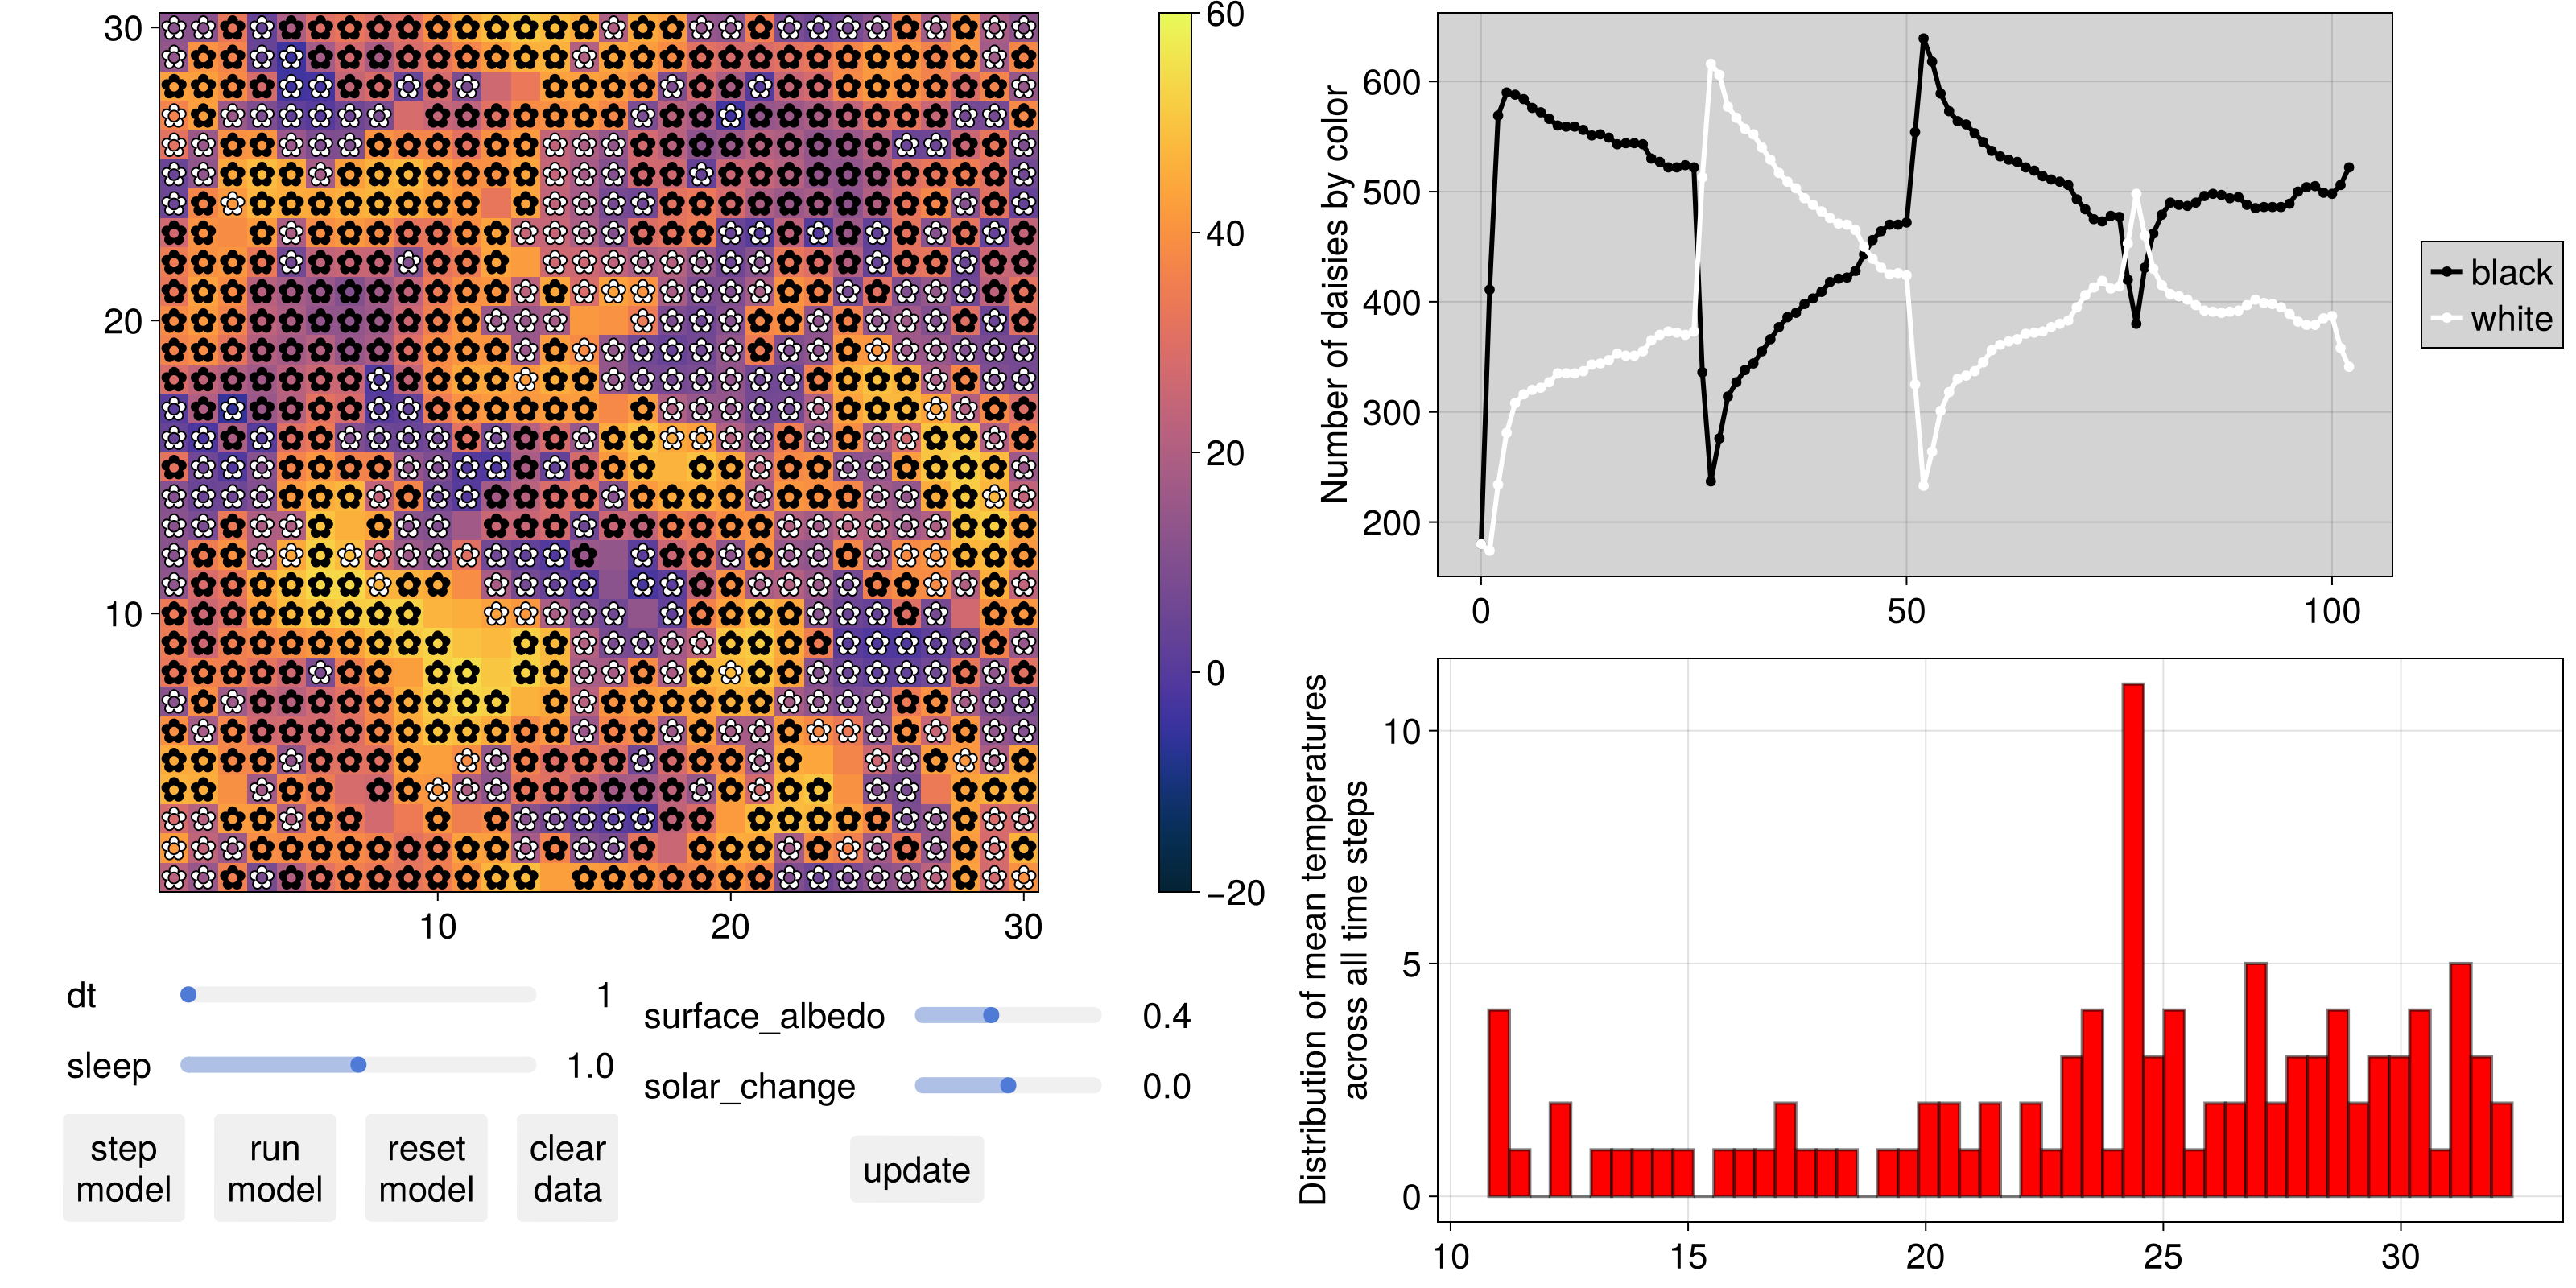 30
20
10
10
20
30
60
40
20
0
−20
Number of daisies by color
600
500
400
300
200
0
50
100
black
white
Distribution of mean temperatures
across all time steps
10
5
0
10
15
20
25
30
dt
1
sleep
1.0
surface_albedo
0.4
solar_change
0.0
step
model
run
model
reset
model
clear
data
update